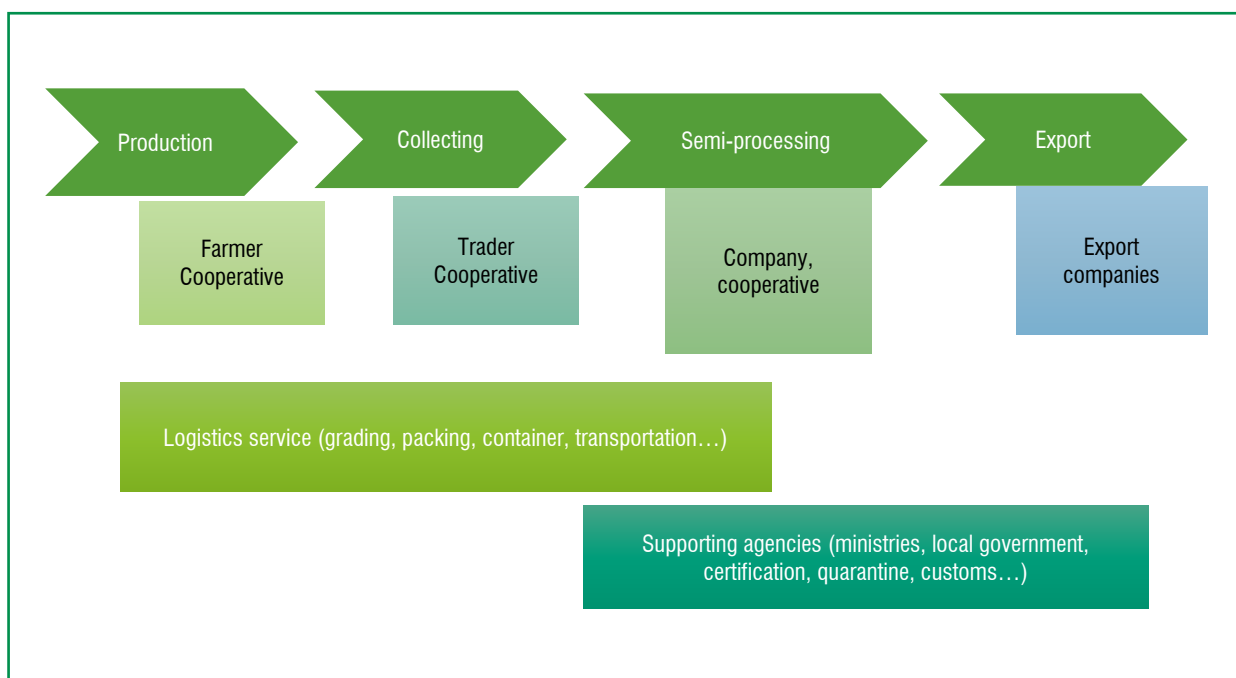 Production
Collecting
Semi-processing
Export
Farmer
Cooperative
Trader
Cooperative
Company,
cooperative
Export
companies
Logistics service (grading, packing, container, transportation…)
Supporting agencies (ministries, local government,
certification, quarantine, customs…)